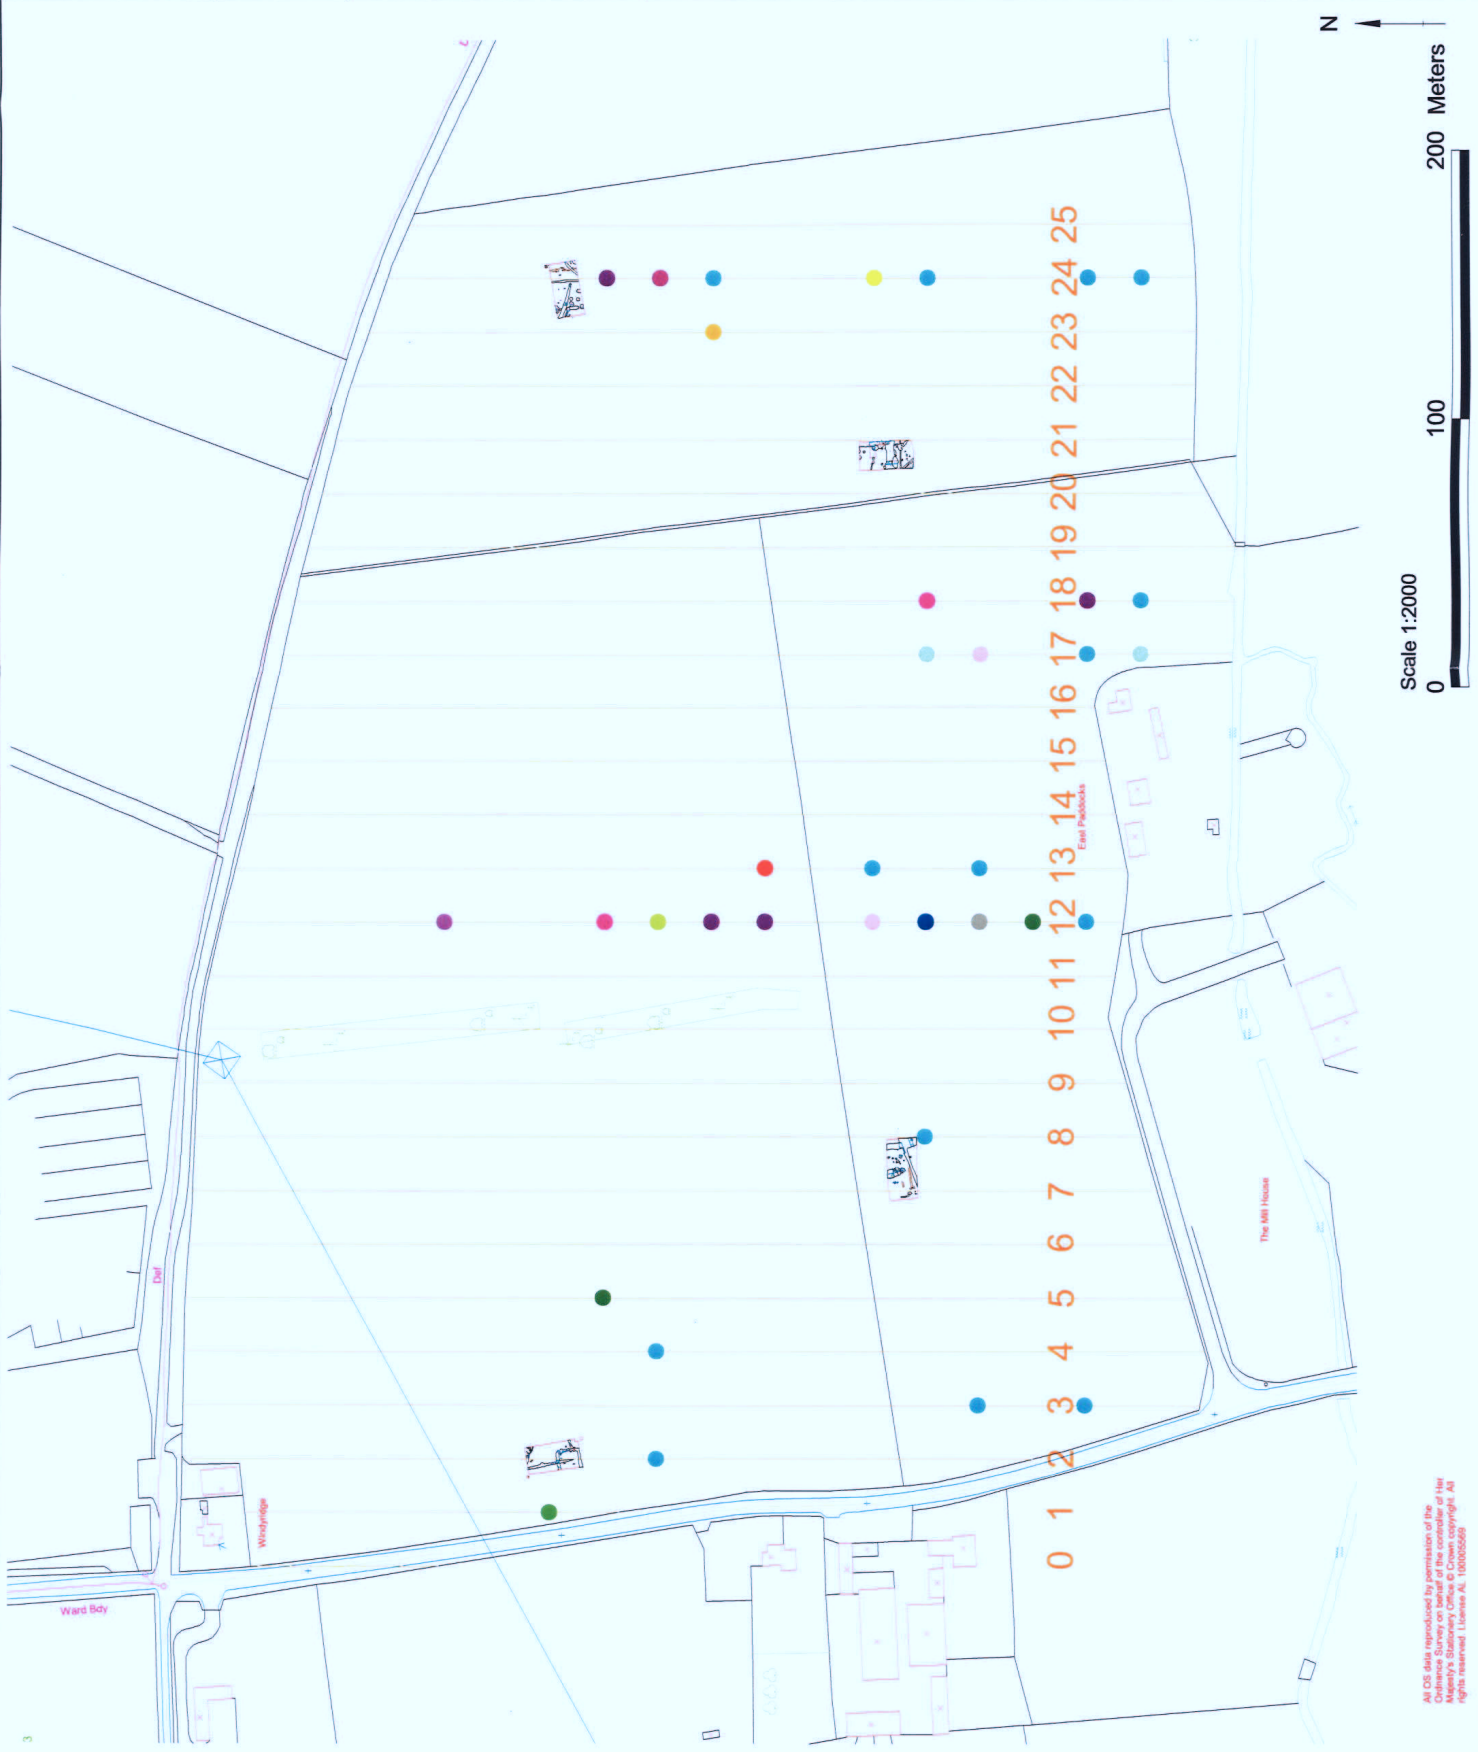 N
200 Meters
100
0
Scale 1:2000
25
24
23
22
21
20
19
18
17
16
15
14
13
12
11
10
9
8
7
6
5
4
3
2
1
0
East Paddocks
The Mill House
Def
Windyridge
Ward Bdy
3
All OS data reproduced by permission of the
Ordnance Survey on behalf of the controller of Her
Majesty's Stationery Office.© Crown copyright. All
rights reserved. License AL 100005569